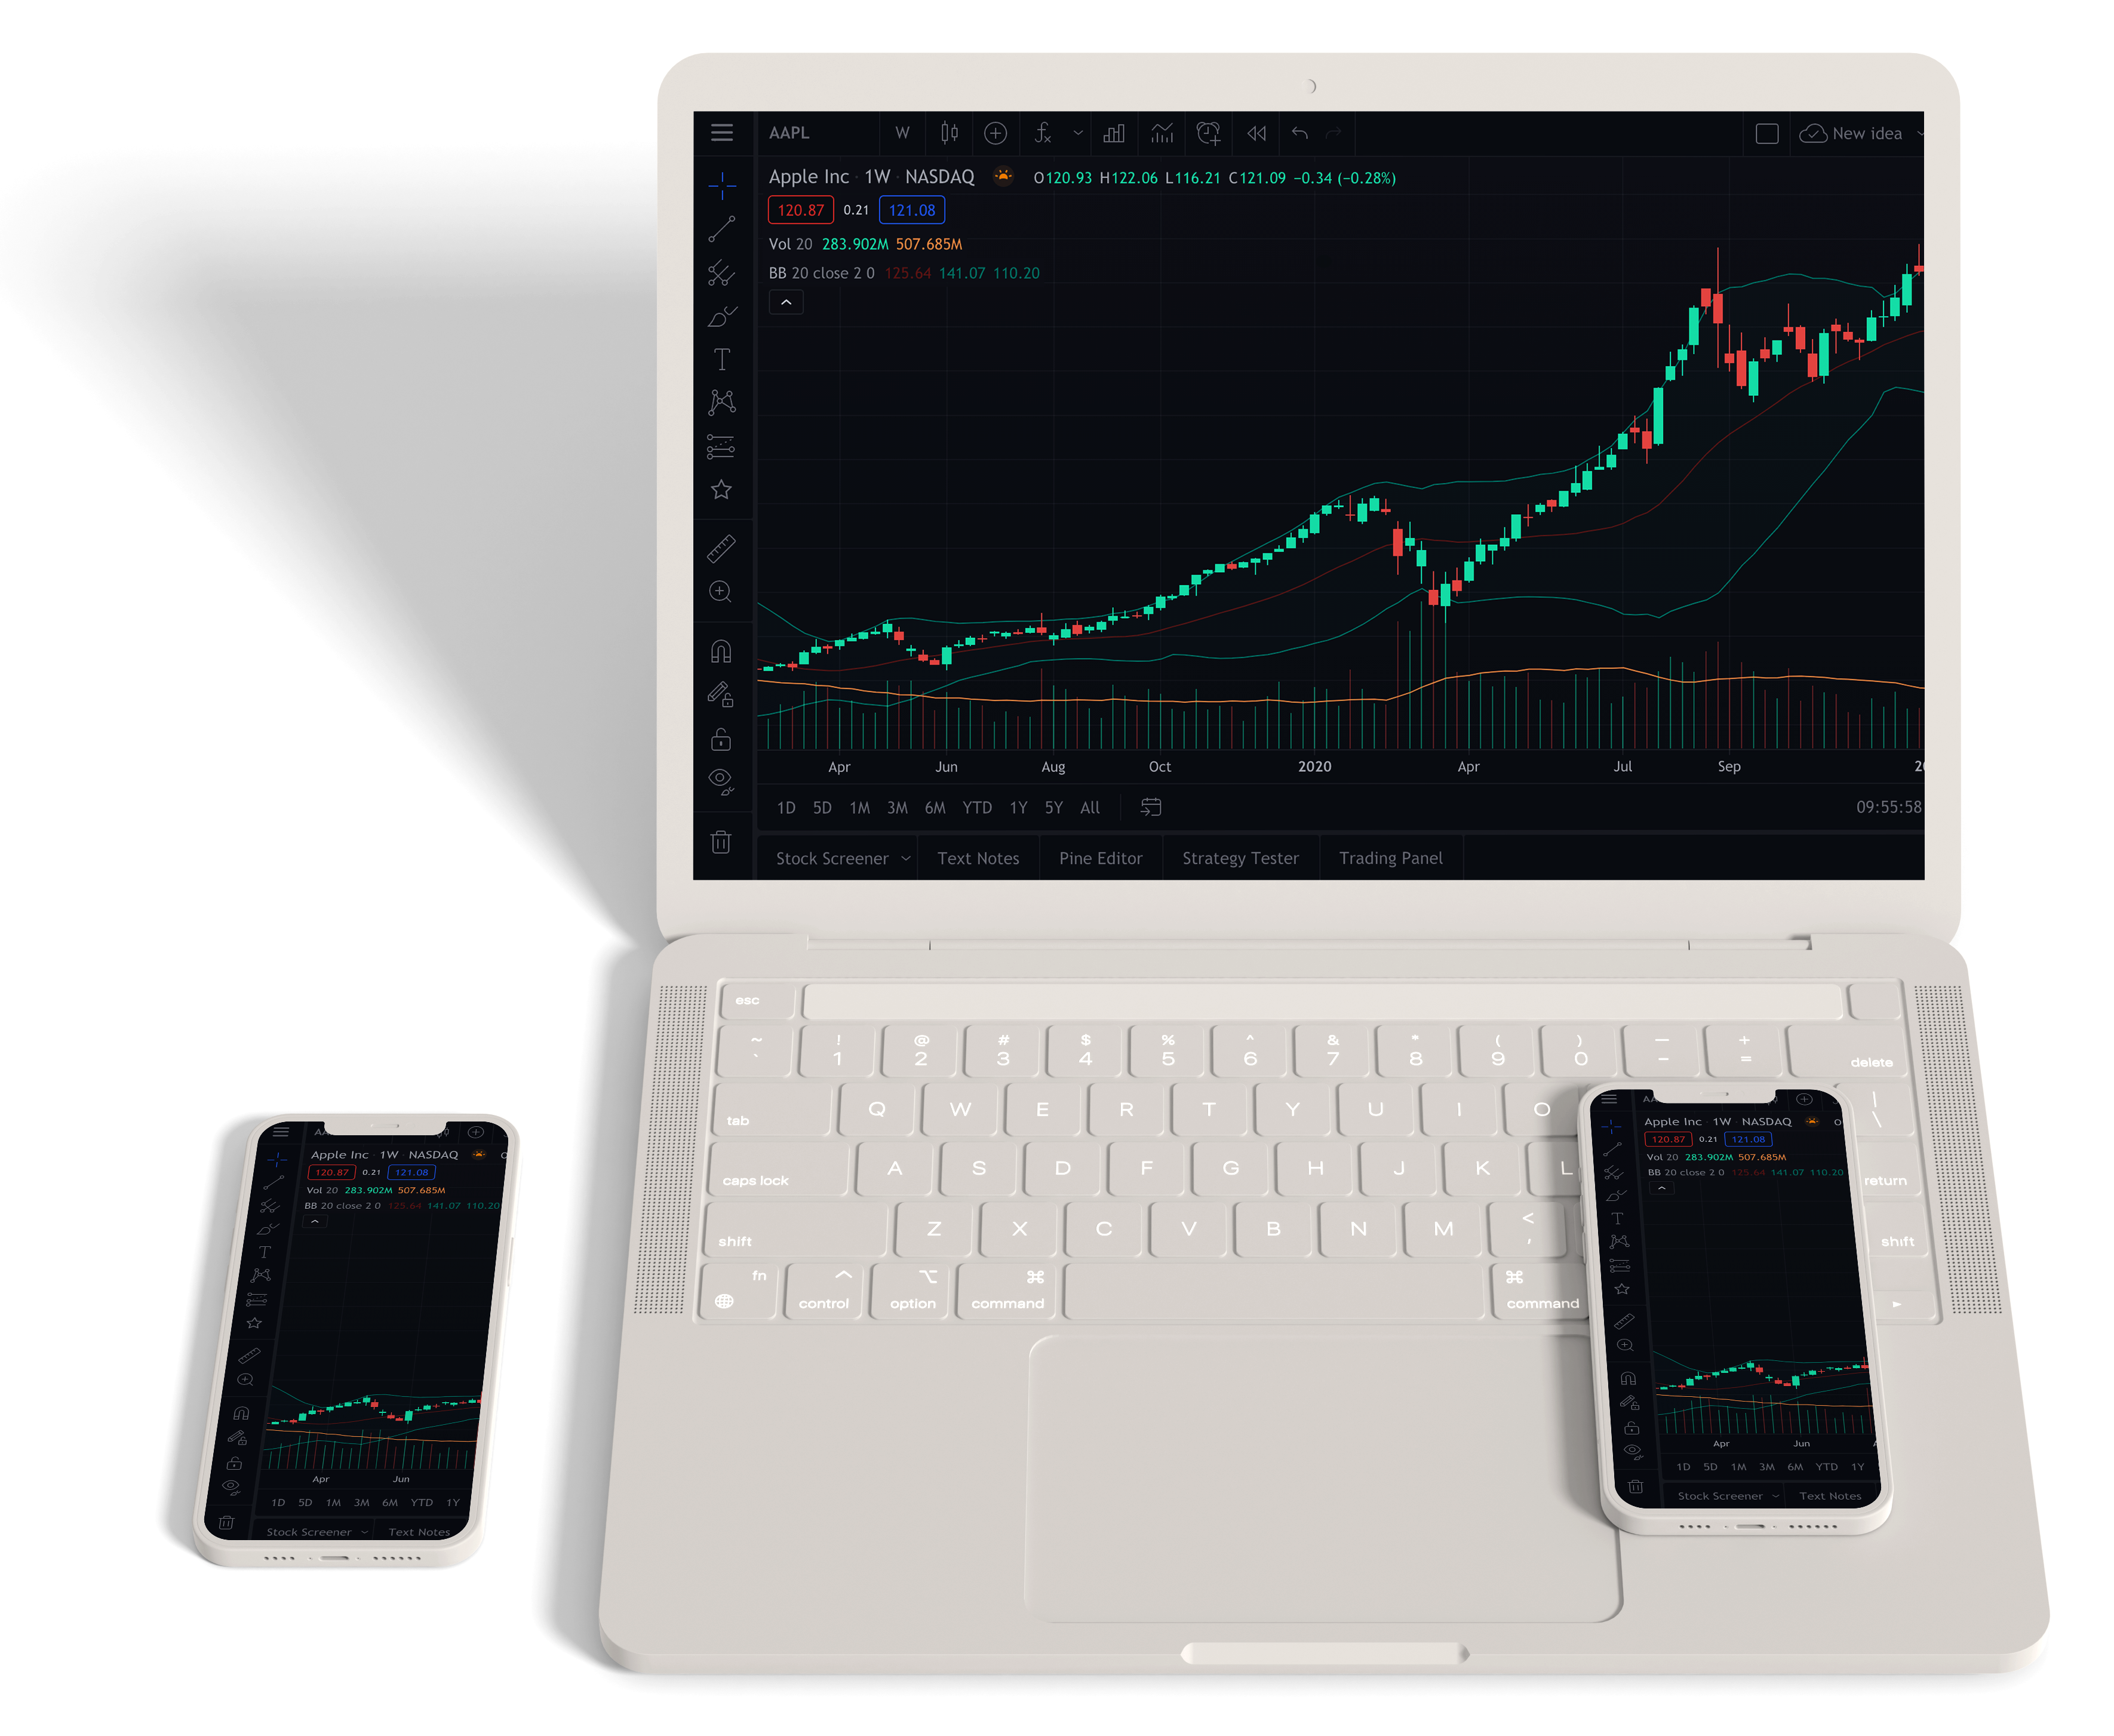 AAPL W New idea
Apple Inc · 1W · NASDAQ O120.93 H122.06 L116.21 C121.09 −0.34 (−0.28%)
120.87 0.21 121.08
Vol 20 283.902M 507.685M
BB 20 close 2 0 125.64 141.07 110.20
Apr Jun Aug Oct 2020 Apr Jul Sep
1D 5D 1M 3M 6M YTD 1Y 5Y All 09:55:58
Stock Screener Text Notes Pine Editor Strategy Tester Trading Panel
esc
~ ! @ # $ % ^ & * ( ) — +
` 1 2 3 4 5 6 7 8 9 0 – = delete
tab Q W E R T Y U I O | \
caps lock A S D F G H J K L return
shift Z X C V B N M < , shift
fn control option command command
Apple Inc · 1W · NASDAQ
120.87 0.21 121.08
Vol 20 283.902M 507.685M
BB 20 close 2 0 125.64 141.07 110.20
Apr Jun
1D 5D 1M 3M 6M YTD 1Y
Stock Screener Text Notes
Apple Inc · 1W · NASDAQ
120.87 0.21 121.08
Vol 20 283.902M 507.685M
BB 20 close 2 0 125.64 141.07 110.20
Apr Jun
1D 5D 1M 3M 6M YTD 1Y
Stock Screener Text Notes